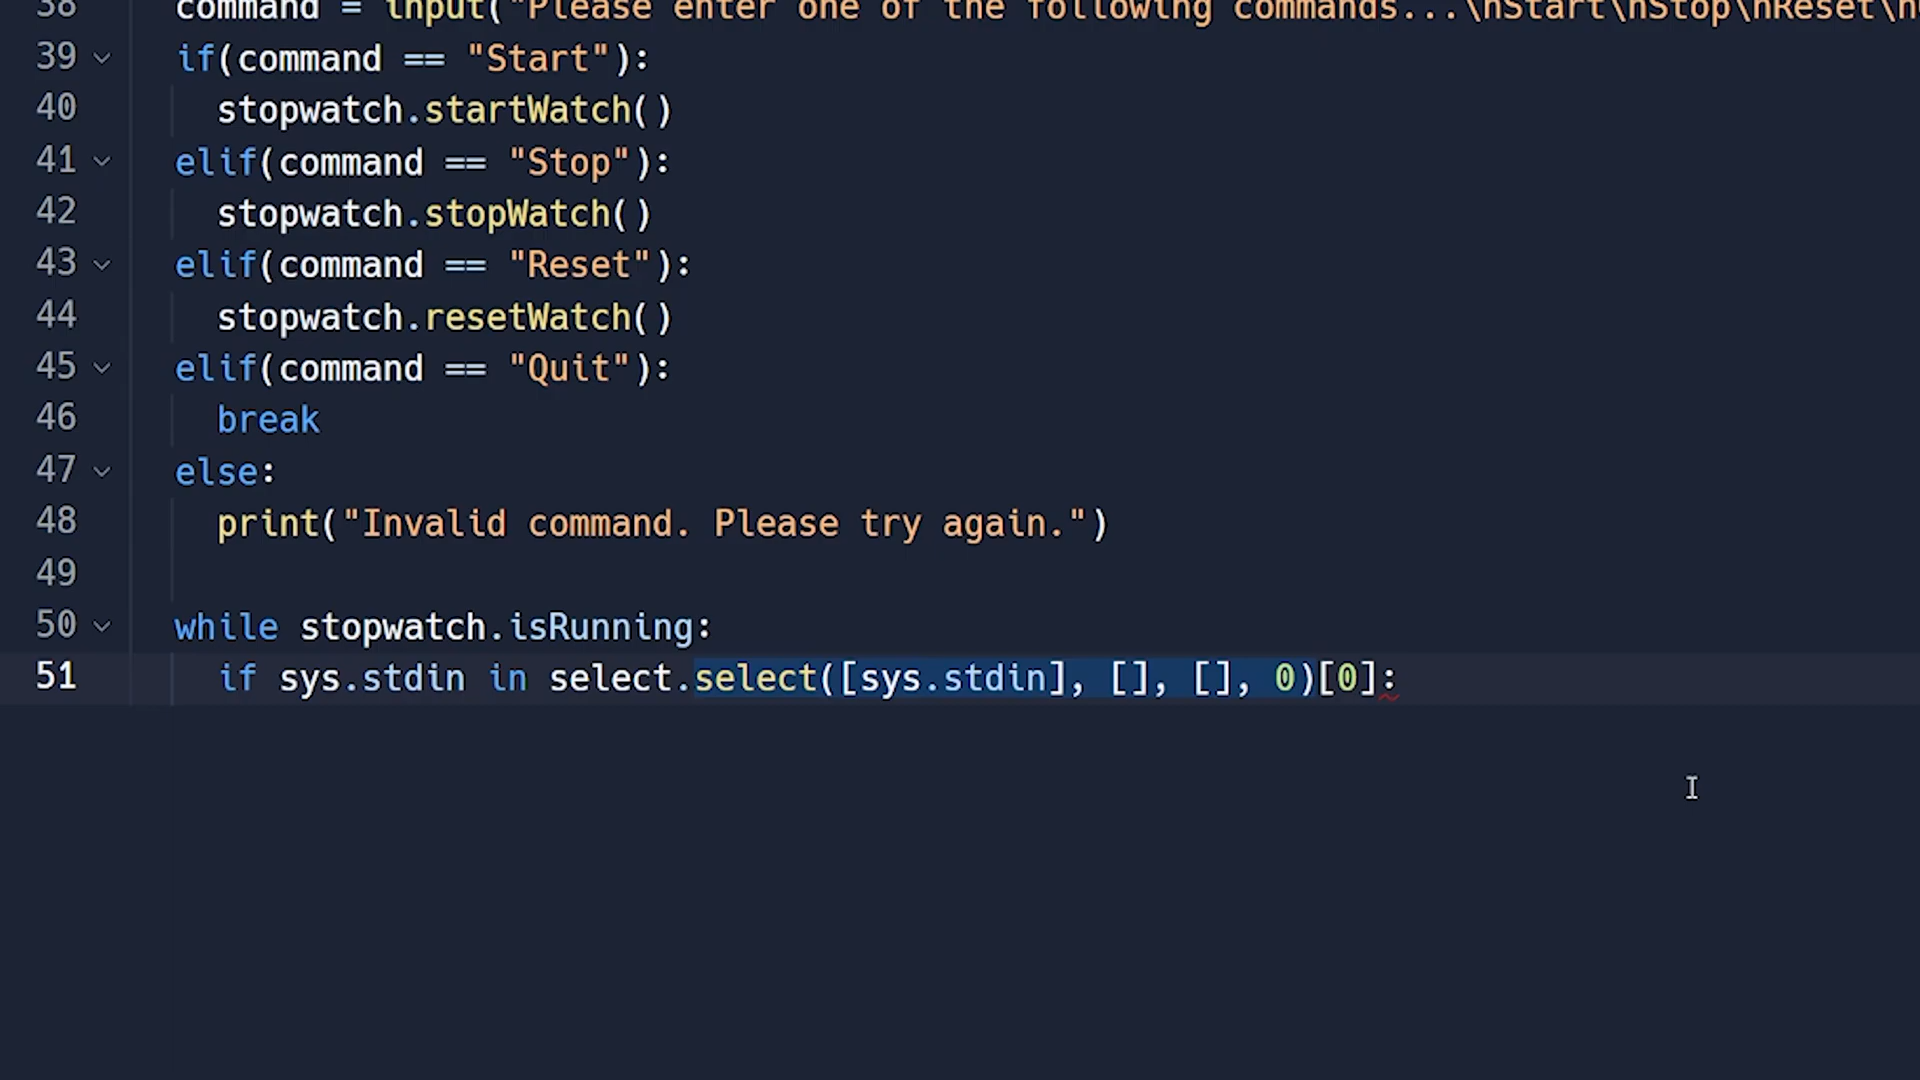 38 command = input("Please enter one of the following commands...\nStart\nStop\nReset\n
39 if(command == "Start"):
40 stopwatch.startWatch()
41 elif(command == "Stop"):
42 stopwatch.stopWatch()
43 elif(command == "Reset"):
44 stopwatch.resetWatch()
45 elif(command == "Quit"):
46 break
47 else:
48 print("Invalid command. Please try again.")
49
50 while stopwatch.isRunning:
51 if sys.stdin in select.select([sys.stdin], [], [], 0)[0]: